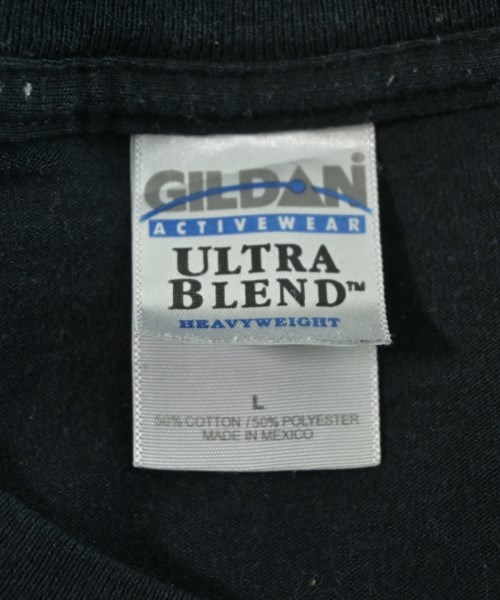 GILDAN
ACTIVEWEAR
ULTRA
BLEND™
HEAVYWEIGHT
L
50% COTTON / 50% POLYESTER
MADE IN MEXICO